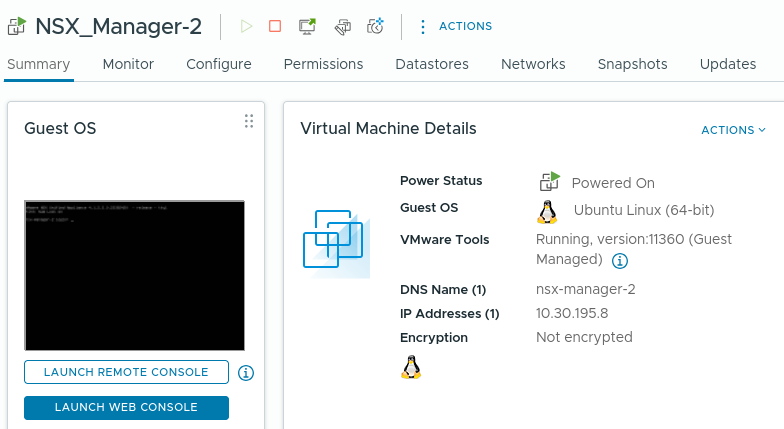 NSX_Manager-2
ACTIONS
Summary
Monitor
Configure
Permissions
Datastores
Networks
Snapshots
Updates
Guest OS
LAUNCH REMOTE CONSOLE
LAUNCH WEB CONSOLE
Virtual Machine Details
ACTIONS
Power Status
Powered On
Guest OS
Ubuntu Linux (64-bit)
VMware Tools
Running, version:11360 (Guest
Managed)
DNS Name (1)
nsx-manager-2
IP Addresses (1)
10.30.195.8
Encryption
Not encrypted